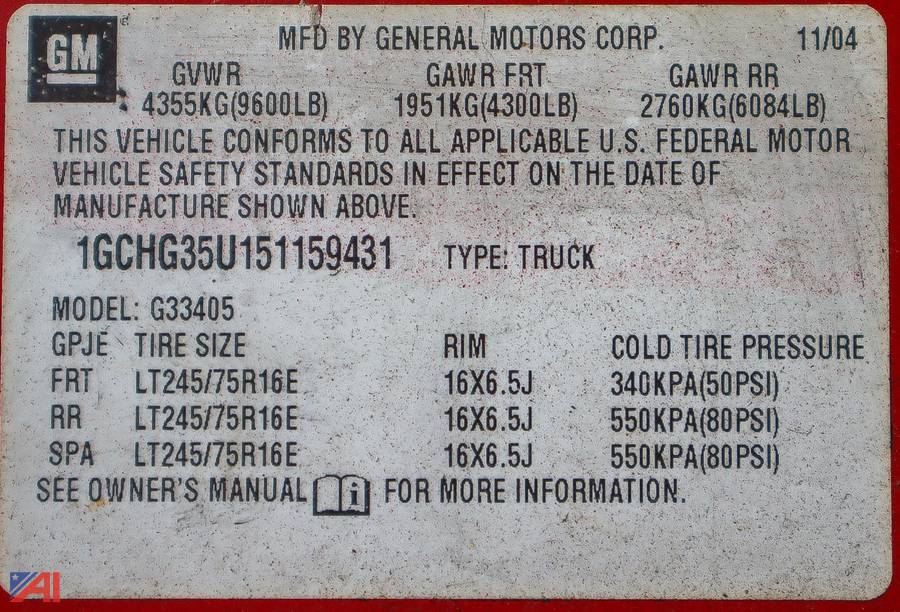 GM MFD BY GENERAL MOTORS CORP. 11/04
GVWR GAWR FRT GAWR RR
4355KG(9600LB) 1951KG(4300LB) 2760KG(6084LB)
THIS VEHICLE CONFORMS TO ALL APPLICABLE U.S. FEDERAL MOTOR
VEHICLE SAFETY STANDARDS IN EFFECT ON THE DATE OF
MANUFACTURE SHOWN ABOVE.
1GCHG35U151159431 TYPE: TRUCK
MODEL: G33405
GPJE TIRE SIZE RIM COLD TIRE PRESSURE
FRT LT245/75R16E 16X6.5J 340KPA(50PSI)
RR LT245/75R16E 16X6.5J 550KPA(80PSI)
SPA LT245/75R16E 16X6.5J 550KPA(80PSI)
SEE OWNER'S MANUAL i FOR MORE INFORMATION.
AI